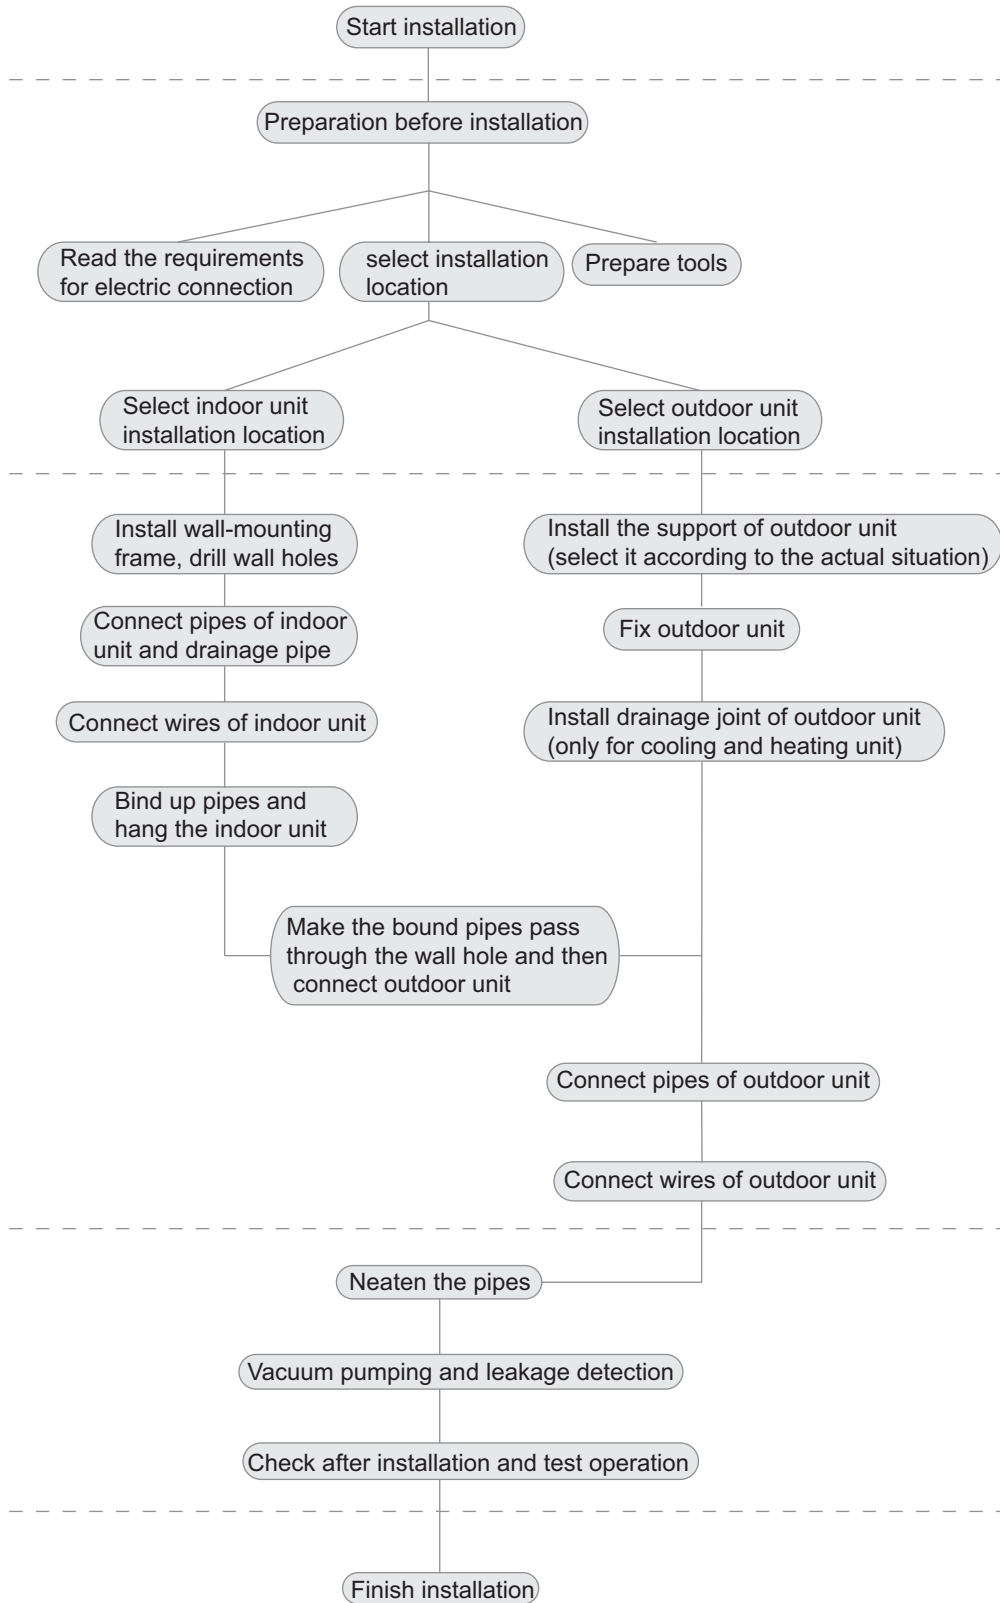 Start installation
Preparation before installation
Read the requirements
for electric connection
select installation
location
Prepare tools
Select indoor unit
installation location
Select outdoor unit
installation location
Install wall-mounting
frame, drill wall holes
Install the support of outdoor unit
(select it according to the actual situation)
Connect pipes of indoor
unit and drainage pipe
Fix outdoor unit
Connect wires of indoor unit
Install drainage joint of outdoor unit
(only for cooling and heating unit)
Bind up pipes and
hang the indoor unit
Make the bound pipes pass
through the wall hole and then
connect outdoor unit
Connect pipes of outdoor unit
Connect wires of outdoor unit
Neaten the pipes
Vacuum pumping and leakage detection
Check after installation and test operation
Finish installation